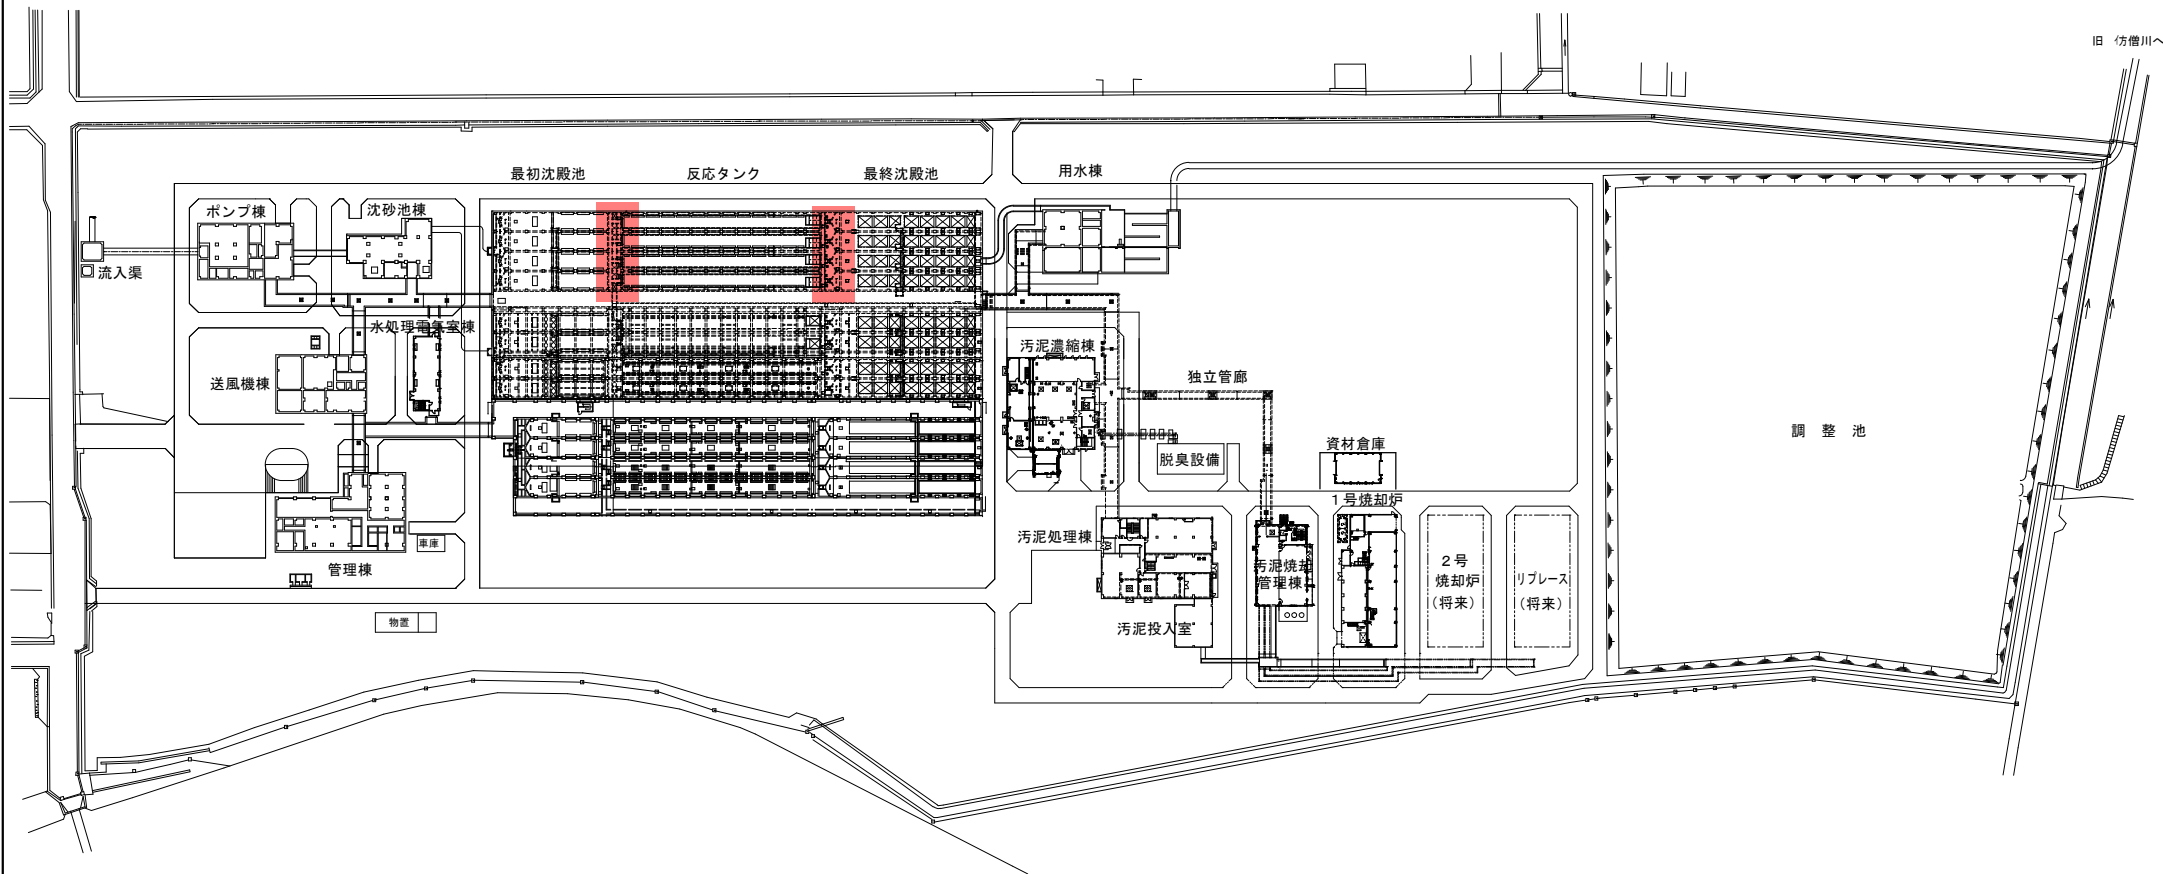 旧 仿僧川へ
最初沈殿池
反応タンク
最終沈殿池
用水棟
ポンプ棟
沈砂池棟
流入渠
水処理電気室棟
汚泥濃縮棟
独立管廊
送風機棟
調 整 池
資材倉庫
脱臭設備
1号焼却炉
汚泥処理棟
車庫
管理棟
汚泥焼却
管理棟
2号
焼却炉
(将来)
リプレース
(将来)
物置
汚泥投入室